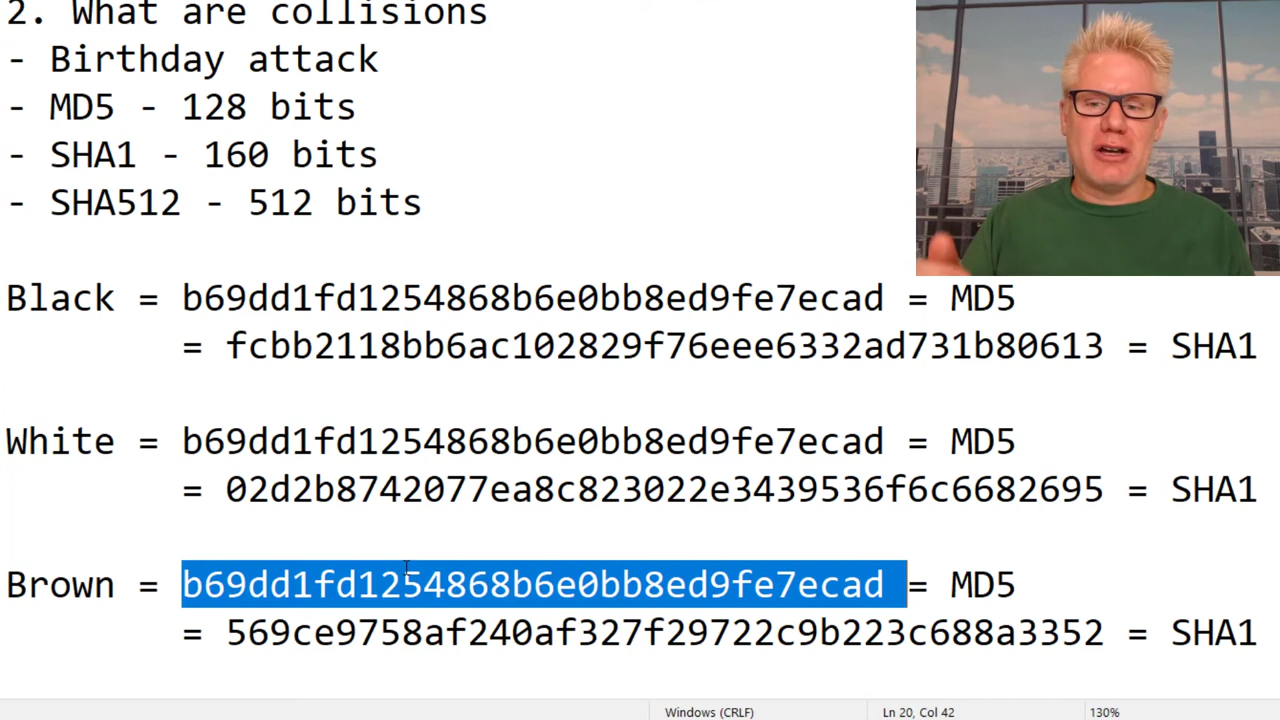 2. What are collisions
- Birthday attack
- MD5 - 128 bits
- SHA1 - 160 bits
- SHA512 - 512 bits
Black = b69dd1fd1254868b6e0bb8ed9fe7ecad = MD5
= fcbb2118bb6ac102829f76eee6332ad731b80613 = SHA1
White = b69dd1fd1254868b6e0bb8ed9fe7ecad = MD5
= 02d2b8742077ea8c823022e3439536f6c6682695 = SHA1
Brown = b69dd1fd1254868b6e0bb8ed9fe7ecad = MD5
= 569ce9758af240af327f29722c9b223c688a3352 = SHA1
Windows (CRLF) Ln 20, Col 42 130%